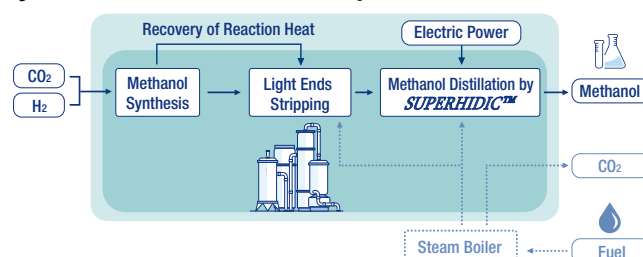 Recovery of Reaction Heat
Electric Power
CO₂
H₂
Methanol
Synthesis
Light Ends
Stripping
Methanol Distillation by
SUPERHIDIC™
Methanol
CO₂
Steam Boiler
Fuel